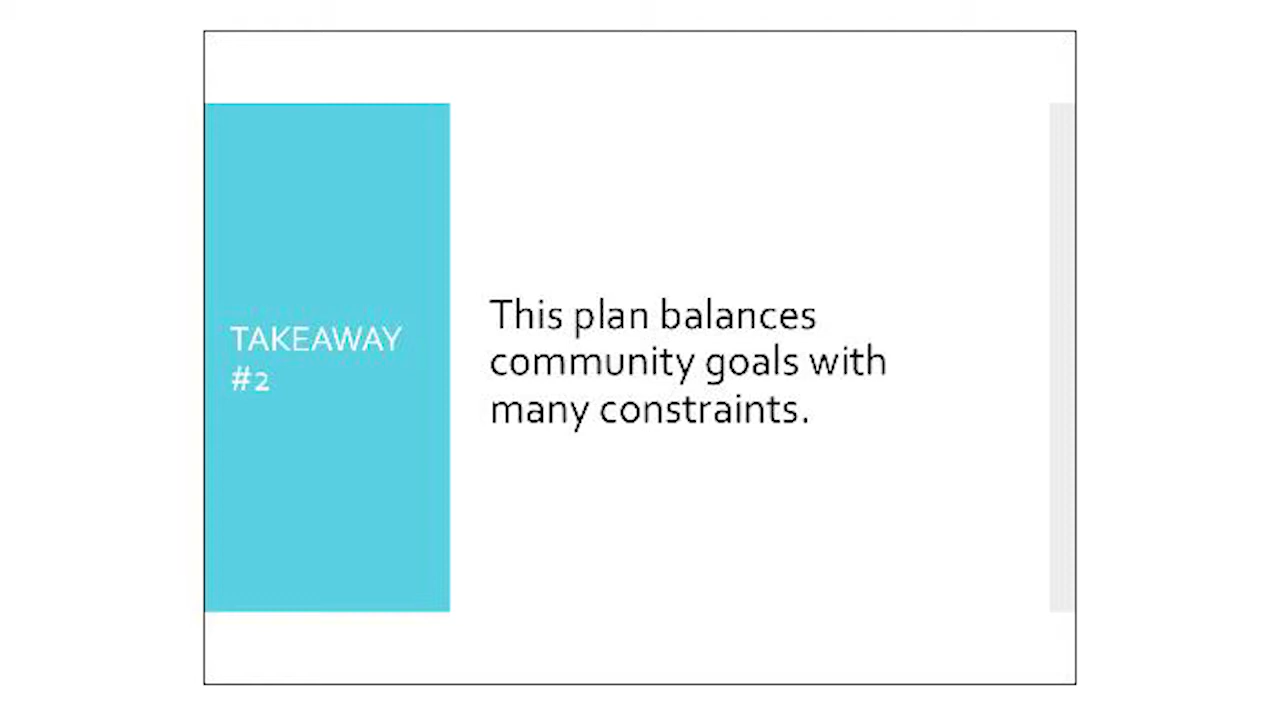 TAKEAWAY
#2
This plan balances
community goals with
many constraints.